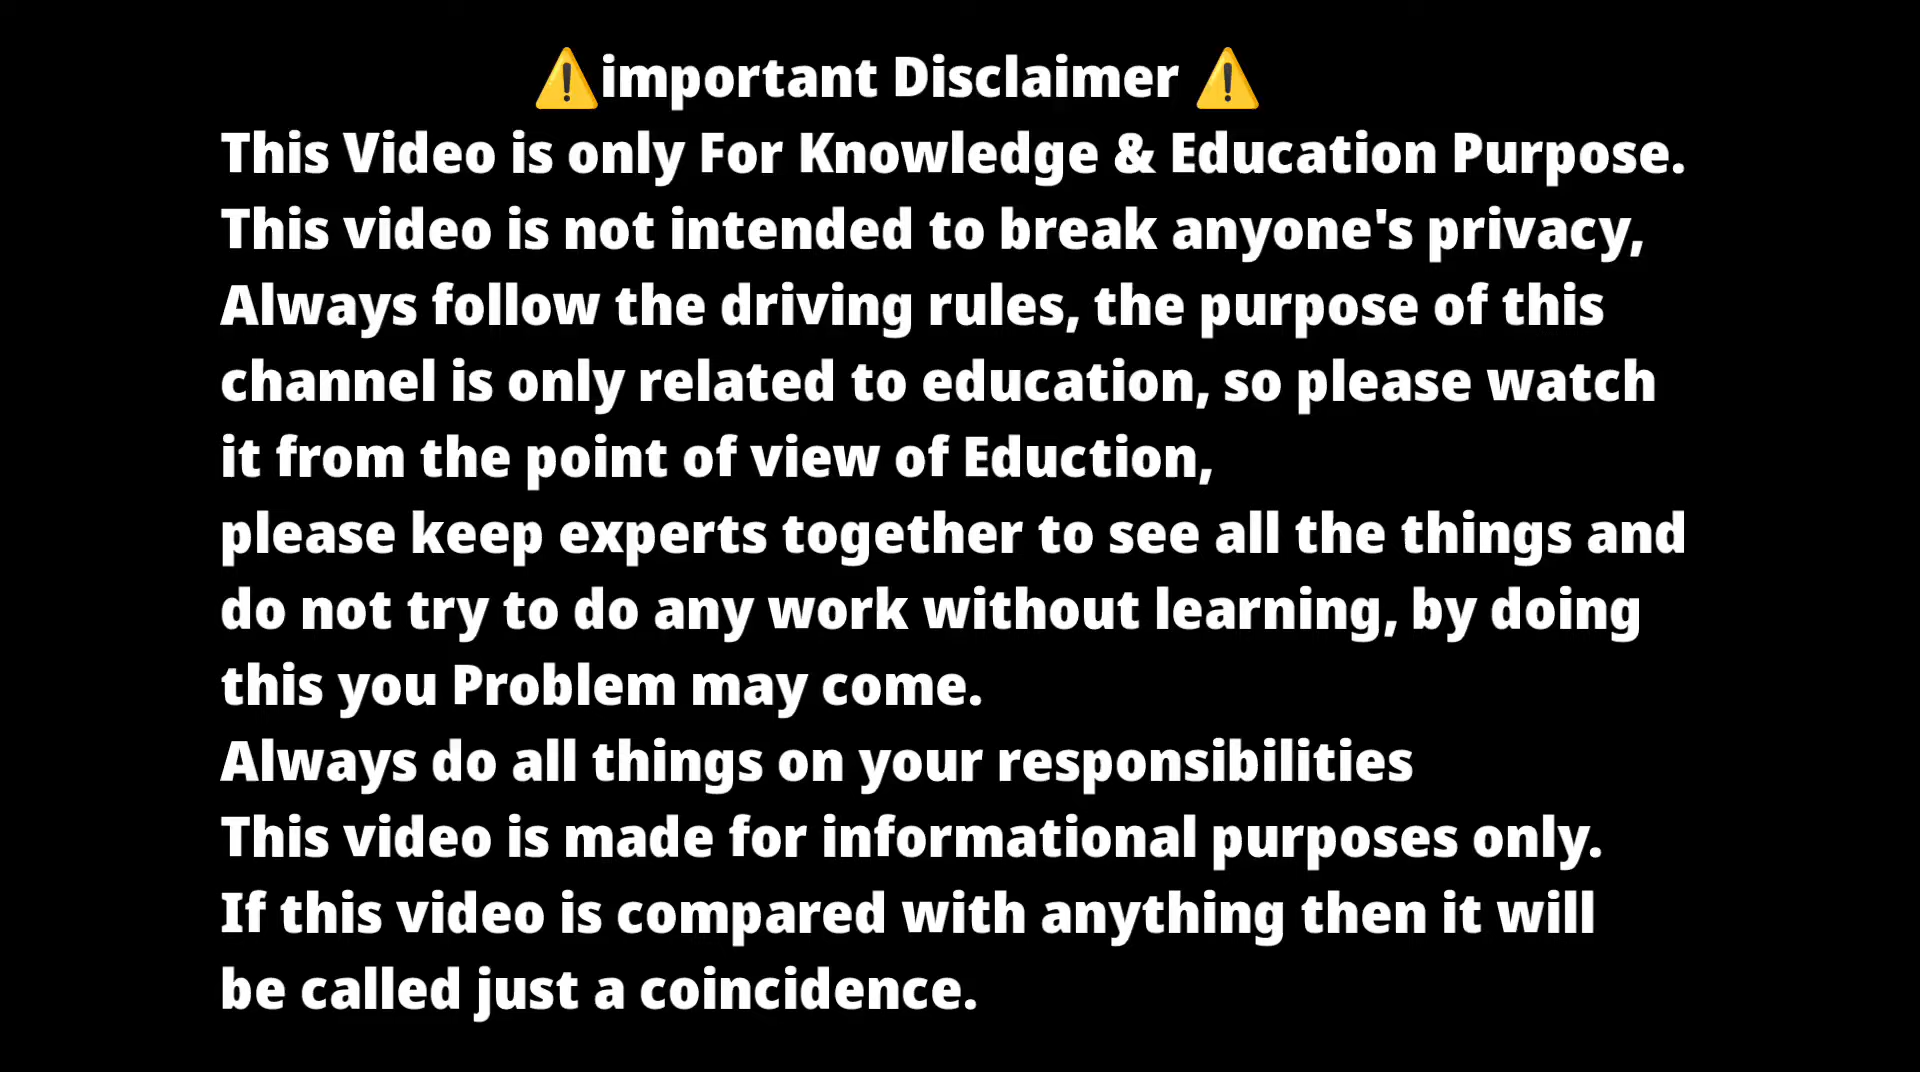 ⚠️important Disclaimer ⚠️
This Video is only For Knowledge & Education Purpose.
This video is not intended to break anyone's privacy,
Always follow the driving rules, the purpose of this
channel is only related to education, so please watch
it from the point of view of Eduction,
please keep experts together to see all the things and
do not try to do any work without learning, by doing
this you Problem may come.
Always do all things on your responsibilities
This video is made for informational purposes only.
If this video is compared with anything then it will
be called just a coincidence.